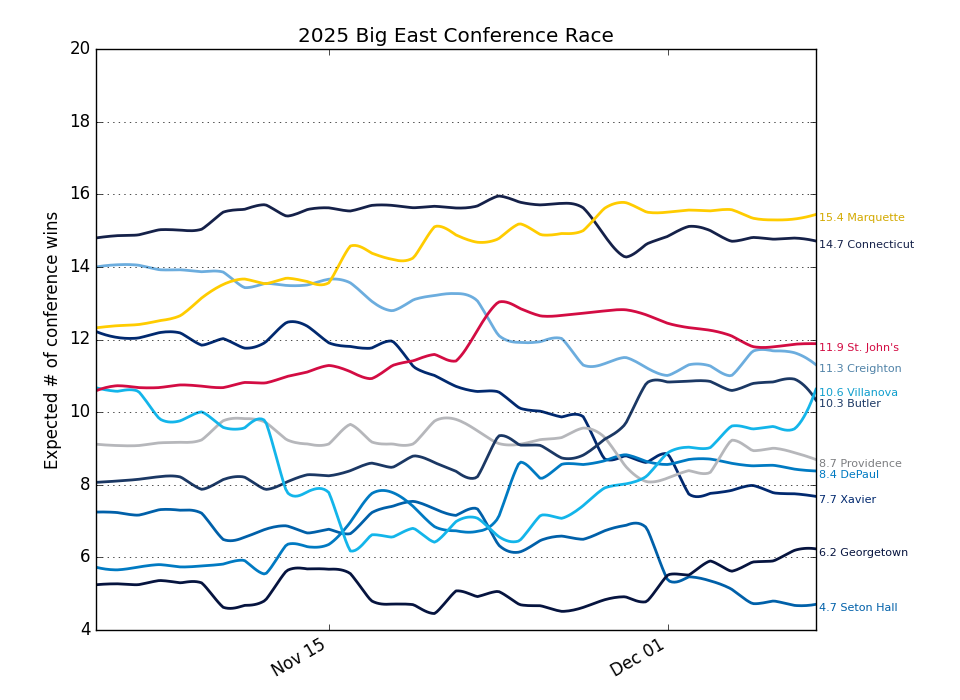 2025 Big East Conference Race
Expected # of conference wins
20
18
16
14
12
10
8
6
4
Nov 15
Dec 01
15.4 Marquette
14.7 Connecticut
11.9 St. John's
11.3 Creighton
10.6 Villanova
10.3 Butler
8.7 Providence
8.4 DePaul
7.7 Xavier
6.2 Georgetown
4.7 Seton Hall